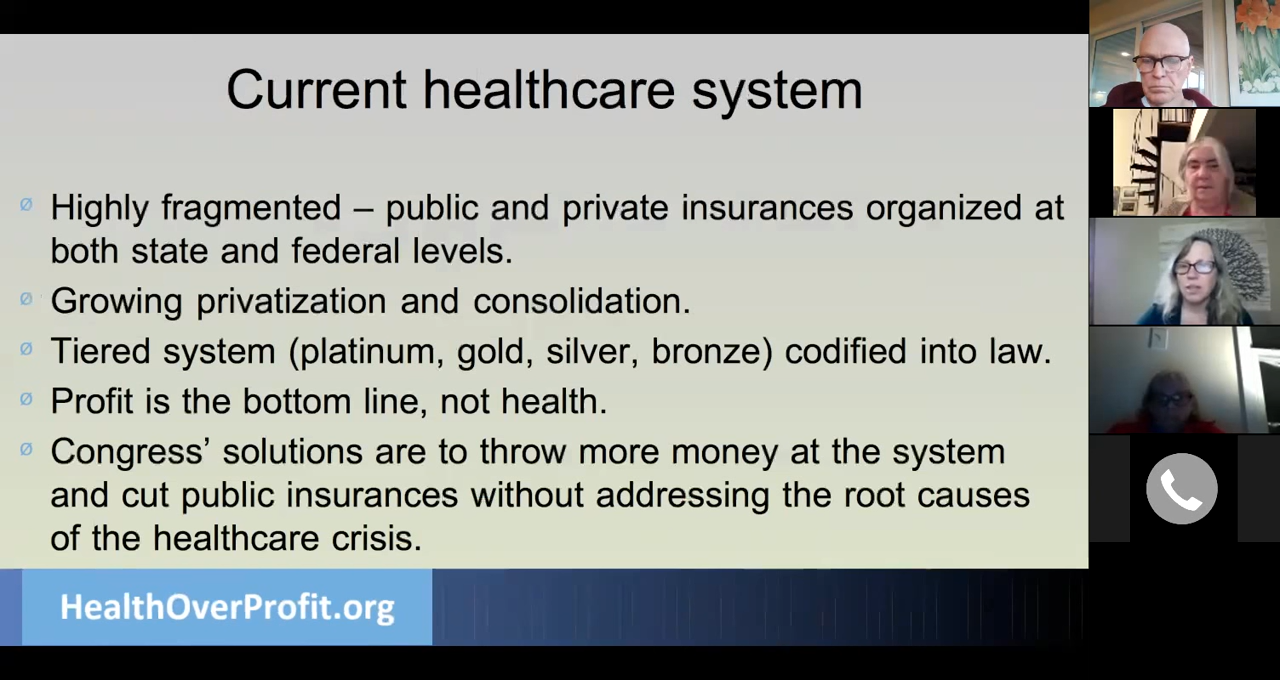 Current healthcare system
Ø Highly fragmented – public and private insurances organized at
both state and federal levels.
Ø Growing privatization and consolidation.
Ø Tiered system (platinum, gold, silver, bronze) codified into law.
Ø Profit is the bottom line, not health.
Ø Congress’ solutions are to throw more money at the system
and cut public insurances without addressing the root causes
of the healthcare crisis.
HealthOverProfit.org